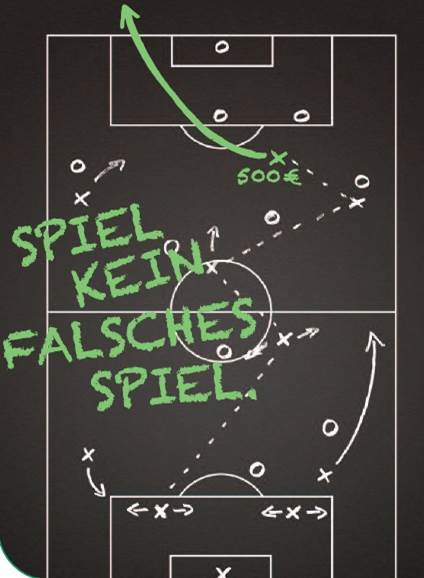 500€
SPIEL
KEIN
FALSCHES
SPIEL.